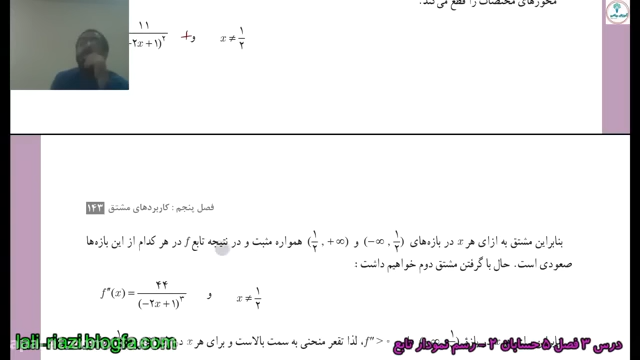 محورهای مختصات را قطع می‌کند.
۱۱ / (−۲x+۱)^۲ + و x ≠ ۱/۲
فصل پنجم: کاربردهای مشتق ۱۴۳
بنابراین مشتق به ازای هر x در بازه‌های (−∞, ۱/۲) و (۱/۲, +∞) همواره مثبت و در نتیجه تابع f در هر کدام از این بازه‌ها
صعودی است. حال با گرفتن مشتق دوم خواهیم داشت:
f″(x) = ۴۴ / (−۲x+۱)^۳ و x ≠ ۱/۲
f″ > ۰، لذا تقعر منحنی به سمت بالاست و برای هر x
درس ۳ فصل ۵ حسابان ۲ - رسم نمودار تابع
lali-riazi.blogfa.com